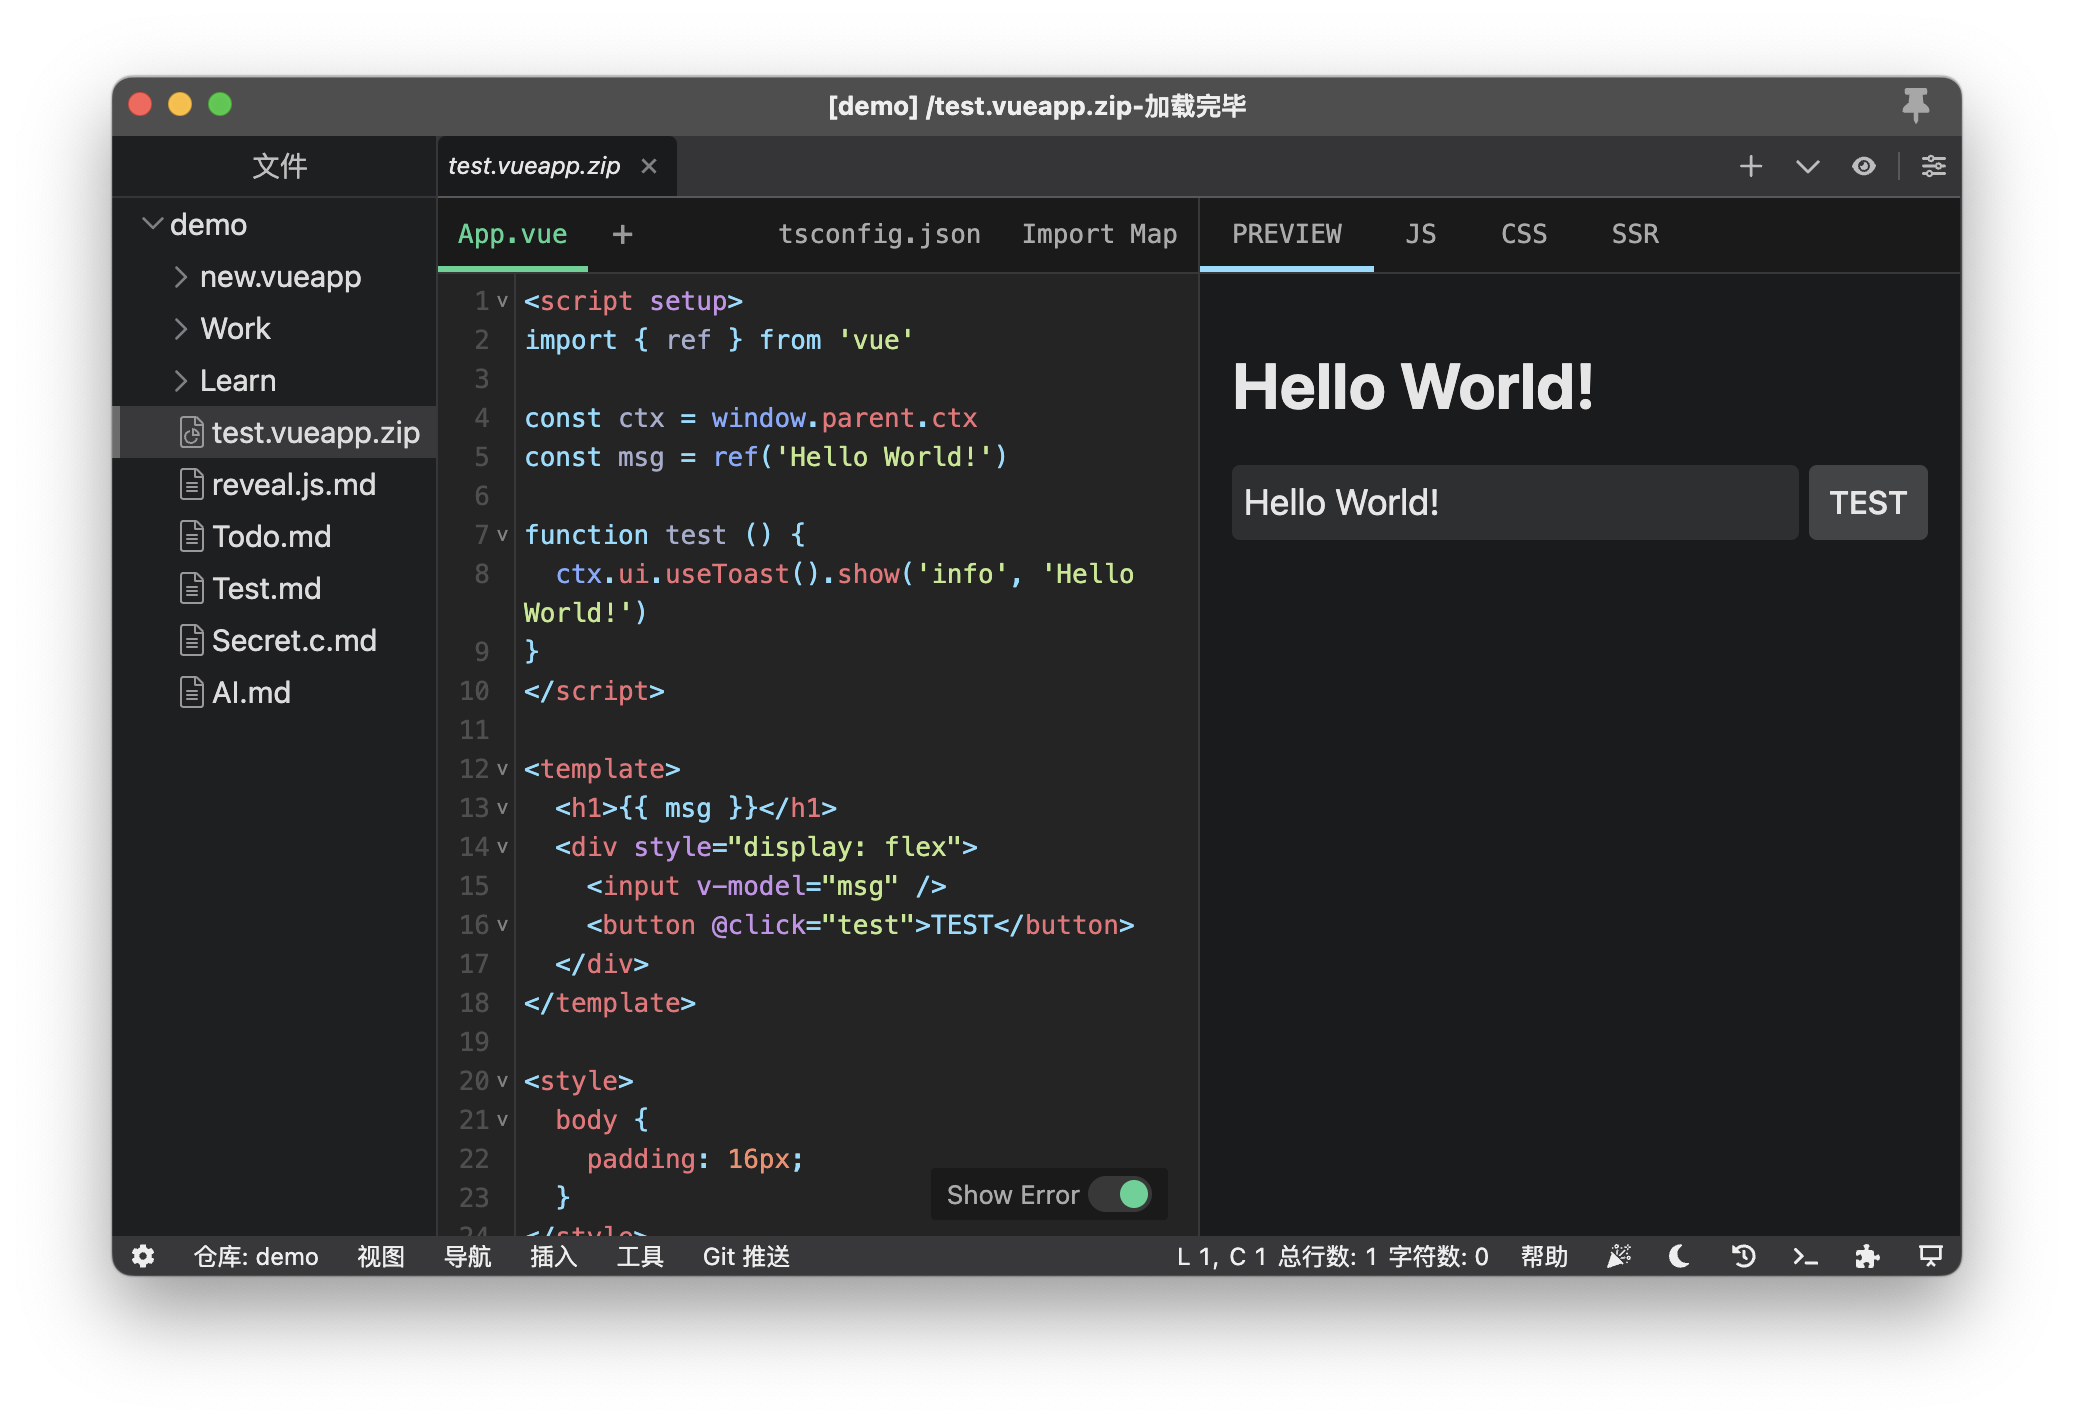 [demo] /test.vueapp.zip-加载完毕
文件
demo
new.vueapp
Work
Learn
test.vueapp.zip
reveal.js.md
Todo.md
Test.md
Secret.c.md
AI.md
test.vueapp.zip
App.vue + tsconfig.json Import Map
1 <script setup>
2 import { ref } from 'vue'
3
4 const ctx = window.parent.ctx
5 const msg = ref('Hello World!')
6
7 function test () {
8 ctx.ui.useToast().show('info', 'Hello
World!')
9 }
10 </script>
11
12 <template>
13 <h1>{{ msg }}</h1>
14 <div style="display: flex">
15 <input v-model="msg" />
16 <button @click="test">TEST</button>
17 </div>
18 </template>
19
20 <style>
21 body {
22 padding: 16px;
23 }
24 </style>
Show Error
PREVIEW JS CSS SSR
Hello World!
Hello World! TEST
仓库: demo 视图 导航 插入 工具 Git 推送 L 1, C 1 总行数: 1 字符数: 0 帮助